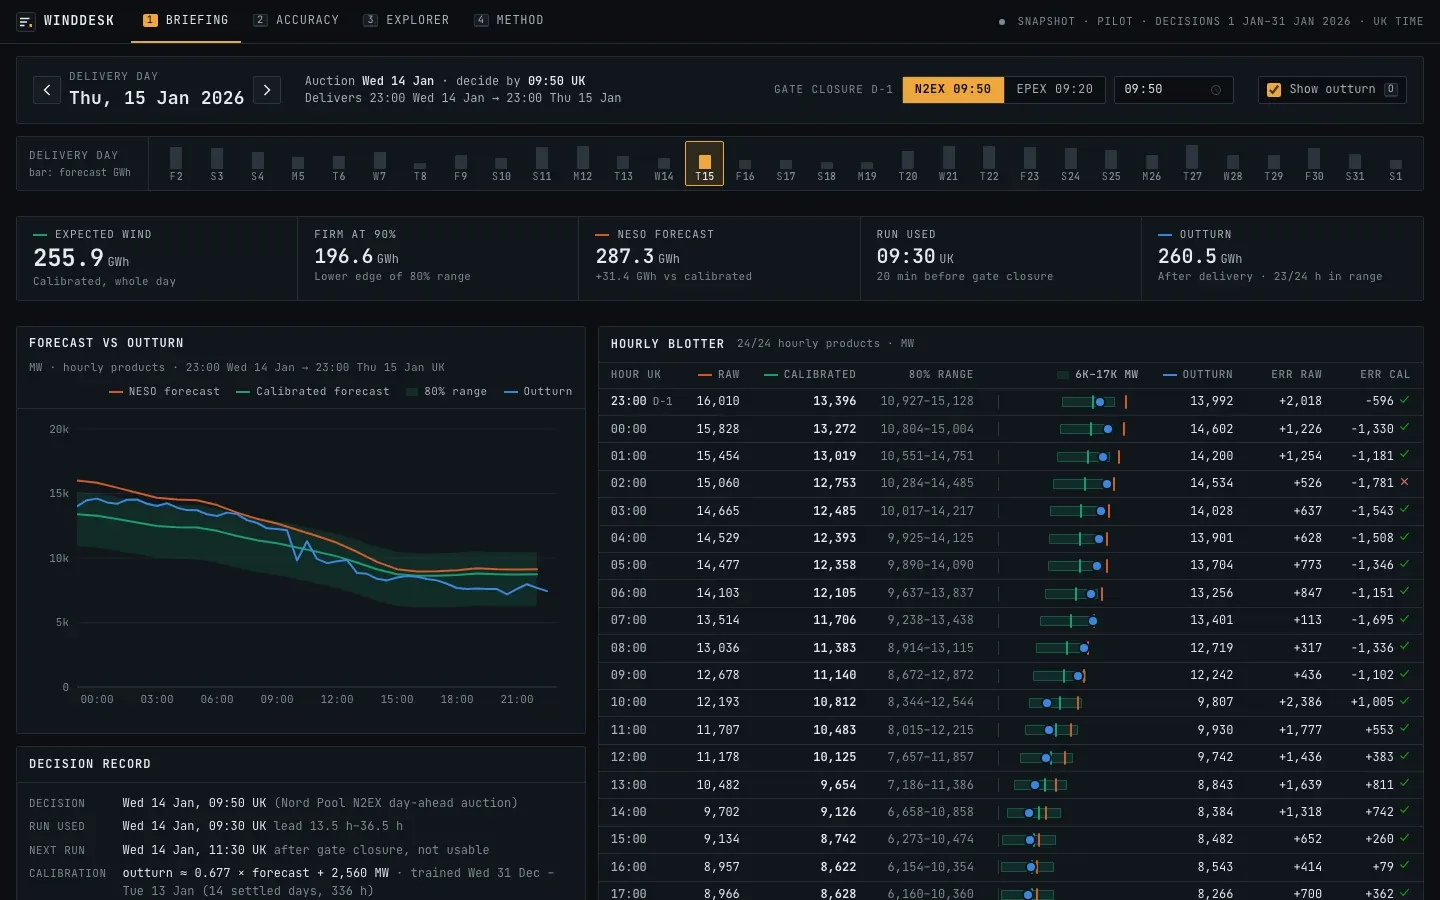 WINDDESK 1 BRIEFING 2 ACCURACY 3 EXPLORER 4 METHOD SNAPSHOT · PILOT · DECISIONS 1 JAN–31 JAN 2026 · UK TIME
DELIVERY DAY
Thu, 15 Jan 2026
Auction Wed 14 Jan · decide by 09:50 UK
Delivers 23:00 Wed 14 Jan → 23:00 Thu 15 Jan
GATE CLOSURE D-1 N2EX 09:50 EPEX 09:20 09:50 Show outturn O
DELIVERY DAY
bar: forecast GWh
F2 S3 S4 M5 T6 W7 T8 F9 S10 S11 M12 T13 W14 T15 F16 S17 S18 M19 T20 W21 T22 F23 S24 S25 M26 T27 W28 T29 F30 S31 S1
EXPECTED WIND
255.9 GWh
Calibrated, whole day
FIRM AT 90%
196.6 GWh
Lower edge of 80% range
NESO FORECAST
287.3 GWh
+31.4 GWh vs calibrated
RUN USED
09:30 UK
20 min before gate closure
OUTTURN
260.5 GWh
After delivery · 23/24 h in range
FORECAST VS OUTTURN
MW · hourly products · 23:00 Wed 14 Jan → 23:00 Thu 15 Jan UK
NESO forecast Calibrated forecast 80% range Outturn
20k
15k
10k
5k
0
00:00 03:00 06:00 09:00 12:00 15:00 18:00 21:00
DECISION RECORD
DECISION Wed 14 Jan, 09:50 UK (Nord Pool N2EX day-ahead auction)
RUN USED Wed 14 Jan, 09:30 UK lead 13.5 h–36.5 h
NEXT RUN Wed 14 Jan, 11:30 UK after gate closure, not usable
CALIBRATION outturn ≈ 0.677 × forecast + 2,560 MW · trained Wed 31 Dec –
Tue 13 Jan (14 settled days, 336 h)
HOURLY BLOTTER 24/24 hourly products · MW
HOUR UK RAW CALIBRATED 80% RANGE 6K–17K MW OUTTURN ERR RAW ERR CAL
23:00 D-1 16,010 13,396 10,927–15,128 13,992 +2,018 -596 ✓
00:00 15,828 13,272 10,804–15,004 14,602 +1,226 -1,330 ✓
01:00 15,454 13,019 10,551–14,751 14,200 +1,254 -1,181 ✓
02:00 15,060 12,753 10,284–14,485 14,534 +526 -1,781 ×
03:00 14,665 12,485 10,017–14,217 14,028 +637 -1,543 ✓
04:00 14,529 12,393 9,925–14,125 13,901 +628 -1,508 ✓
05:00 14,477 12,358 9,890–14,090 13,704 +773 -1,346 ✓
06:00 14,103 12,105 9,637–13,837 13,256 +847 -1,151 ✓
07:00 13,514 11,706 9,238–13,438 13,401 +113 -1,695 ✓
08:00 13,036 11,383 8,914–13,115 12,719 +317 -1,336 ✓
09:00 12,678 11,140 8,672–12,872 12,242 +436 -1,102 ✓
10:00 12,193 10,812 8,344–12,544 9,807 +2,386 +1,005 ✓
11:00 11,707 10,483 8,015–12,215 9,930 +1,777 +553 ✓
12:00 11,178 10,125 7,657–11,857 9,742 +1,436 +383 ✓
13:00 10,482 9,654 7,186–11,386 8,843 +1,639 +811 ✓
14:00 9,702 9,126 6,658–10,858 8,384 +1,318 +742 ✓
15:00 9,134 8,742 6,273–10,474 8,482 +652 +260 ✓
16:00 8,957 8,622 6,154–10,354 8,543 +414 +79 ✓
17:00 8,966 8,628 6,160–10,360 8,266 +700 +362 ✓